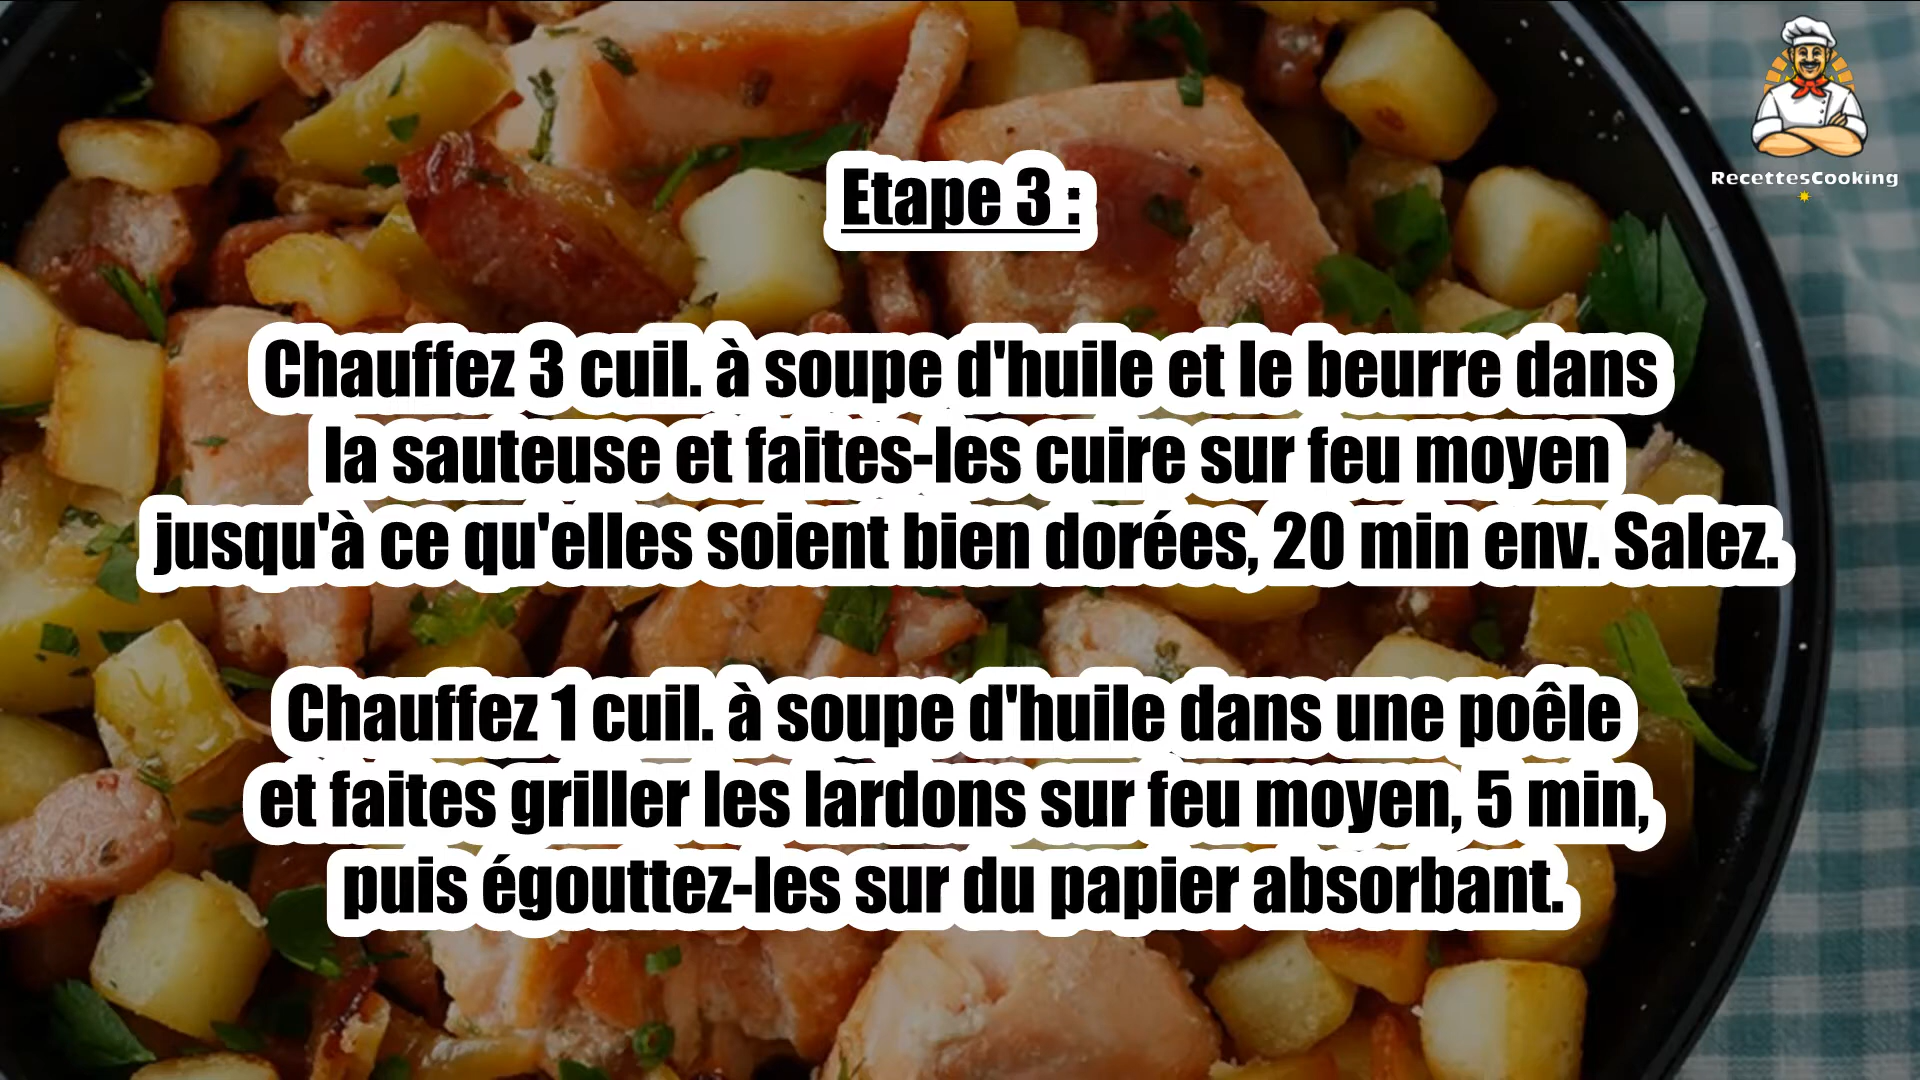 RecettesCooking
Etape 3 :
Chauffez 3 cuil. à soupe d'huile et le beurre dans
la sauteuse et faites-les cuire sur feu moyen
jusqu'à ce qu'elles soient bien dorées, 20 min env. Salez.
Chauffez 1 cuil. à soupe d'huile dans une poêle
et faites griller les lardons sur feu moyen, 5 min,
puis égouttez-les sur du papier absorbant.